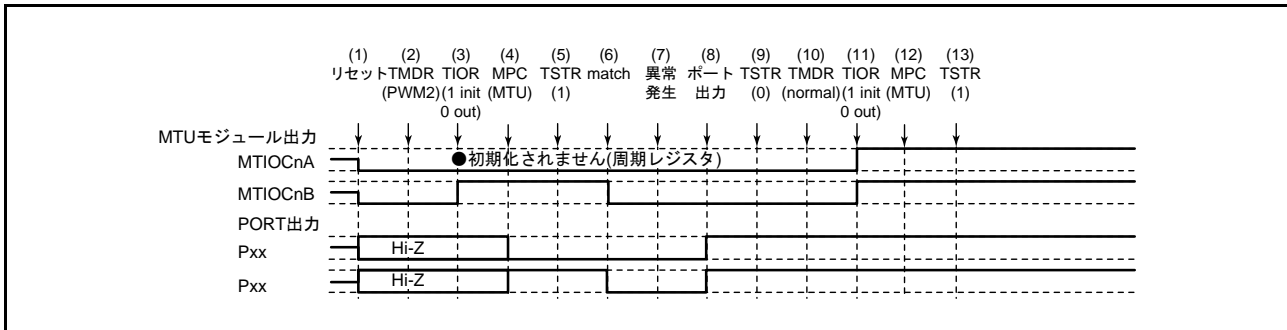 (1) (2) (3) (4) (5) (6) (7) (8) (9) (10) (11) (12) (13)
リセット TMDR TIOR MPC TSTR match 異常 ポート TSTR TMDR TIOR MPC TSTR
(PWM2) (1 init (MTU) (1) 発生 出力 (0) (normal) (1 init (MTU) (1)
0 out) 0 out)
MTUモジュール出力
MTIOCnA ●初期化されません(周期レジスタ)
MTIOCnB
PORT出力
Pxx Hi-Z
Pxx Hi-Z